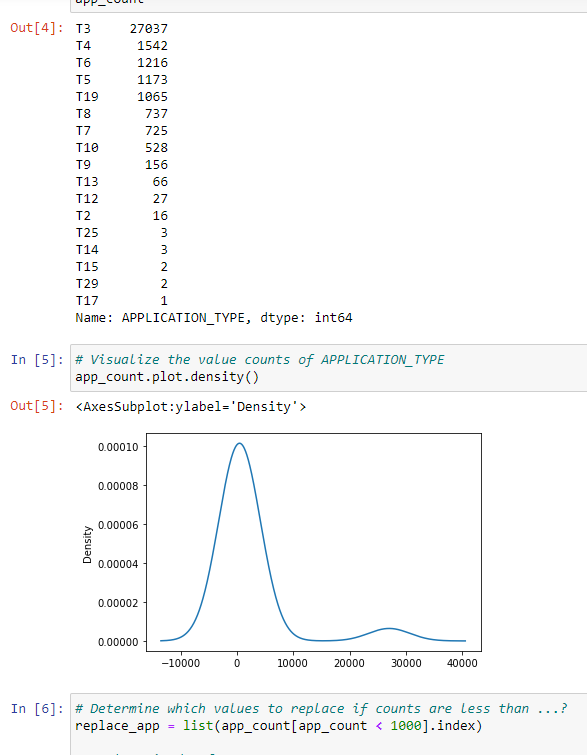 app_count
Out[4]: T3 27037
T4 1542
T6 1216
T5 1173
T19 1065
T8 737
T7 725
T10 528
T9 156
T13 66
T12 27
T2 16
T25 3
T14 3
T15 2
T29 2
T17 1
Name: APPLICATION_TYPE, dtype: int64
In [5]: # Visualize the value counts of APPLICATION_TYPE
app_count.plot.density()
Out[5]: <AxesSubplot:ylabel='Density'>
0.00010
0.00008
0.00006
0.00004
0.00002
0.00000
Density
−10000 0 10000 20000 30000 40000
In [6]: # Determine which values to replace if counts are less than ...?
replace_app = list(app_count[app_count < 1000].index)